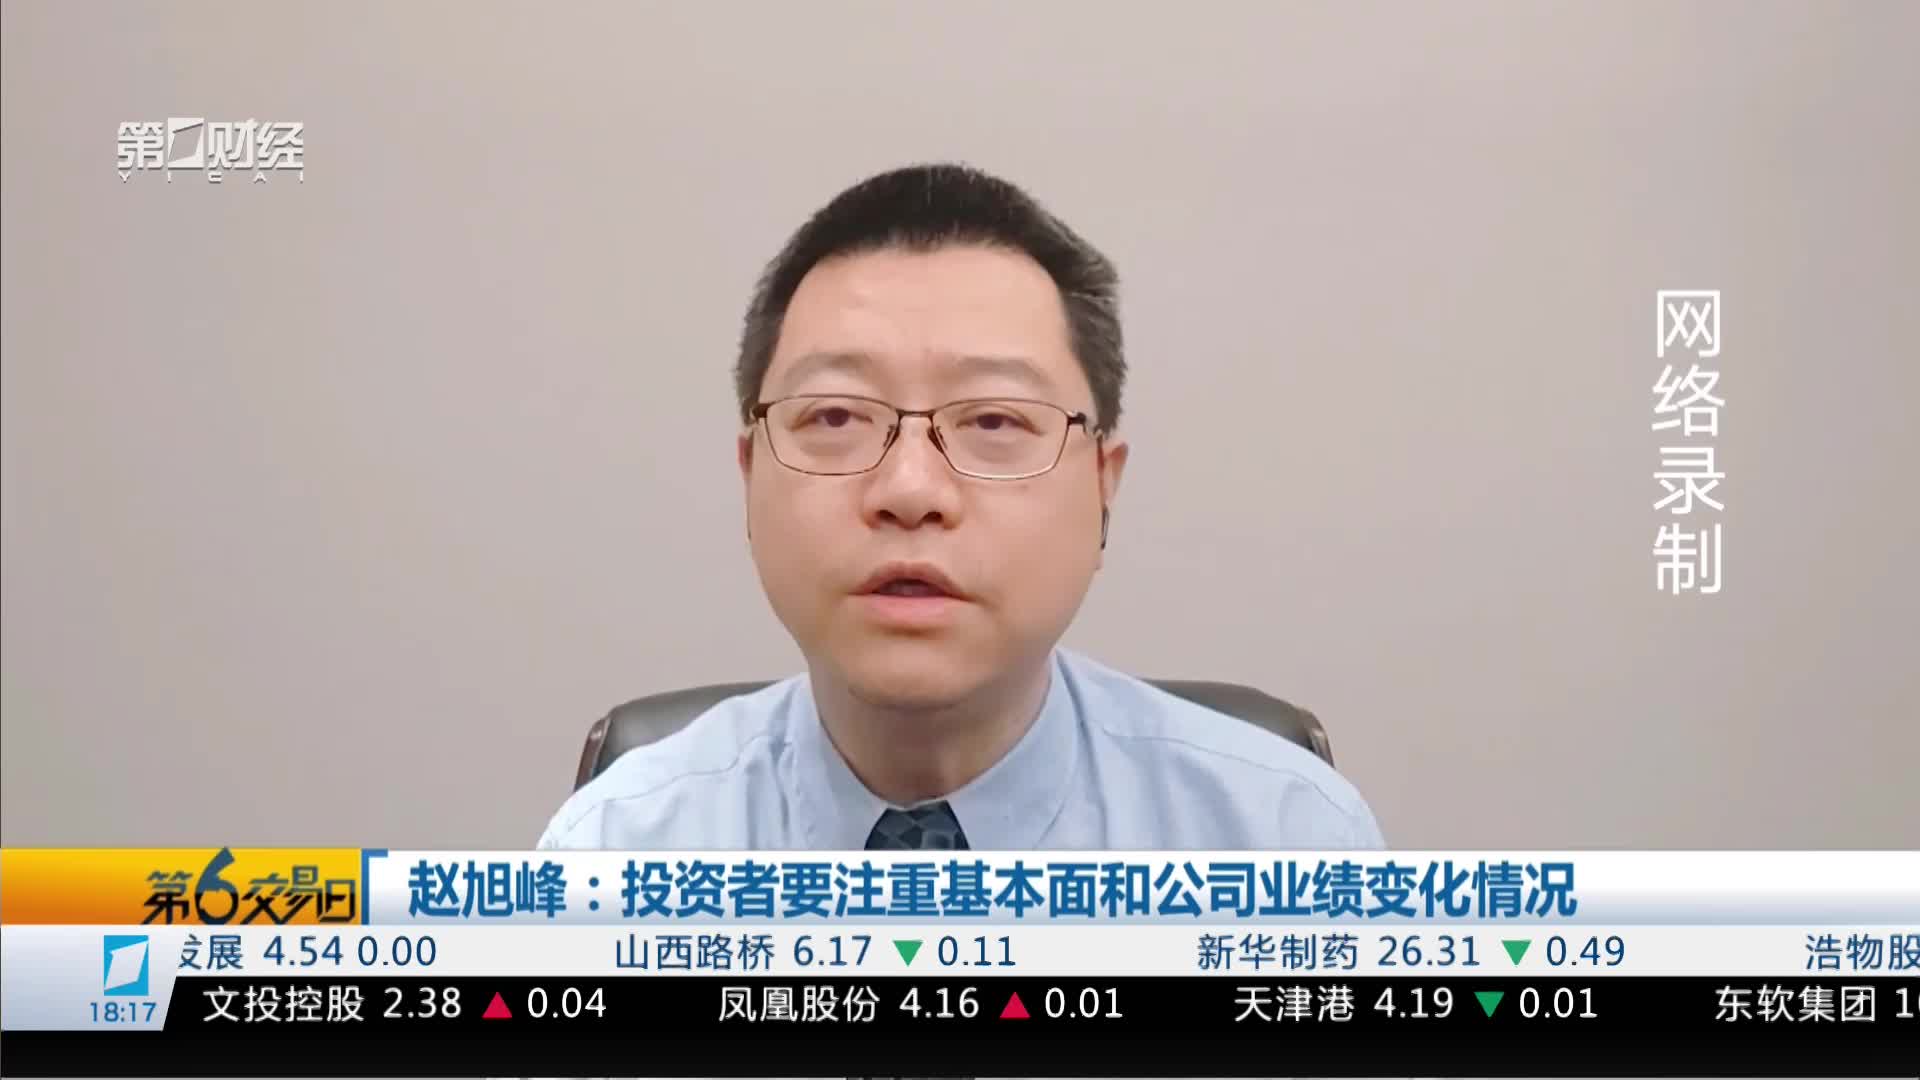 第一财经
YICAI
网络录制
第6交易日
赵旭峰：投资者要注重基本面和公司业绩变化情况
发展 4.54 0.00 山西路桥 6.17 ▼ 0.11 新华制药 26.31 ▼ 0.49 浩物股
18:17
文投控股 2.38 ▲ 0.04 凤凰股份 4.16 ▲ 0.01 天津港 4.19 ▼ 0.01 东软集团 1